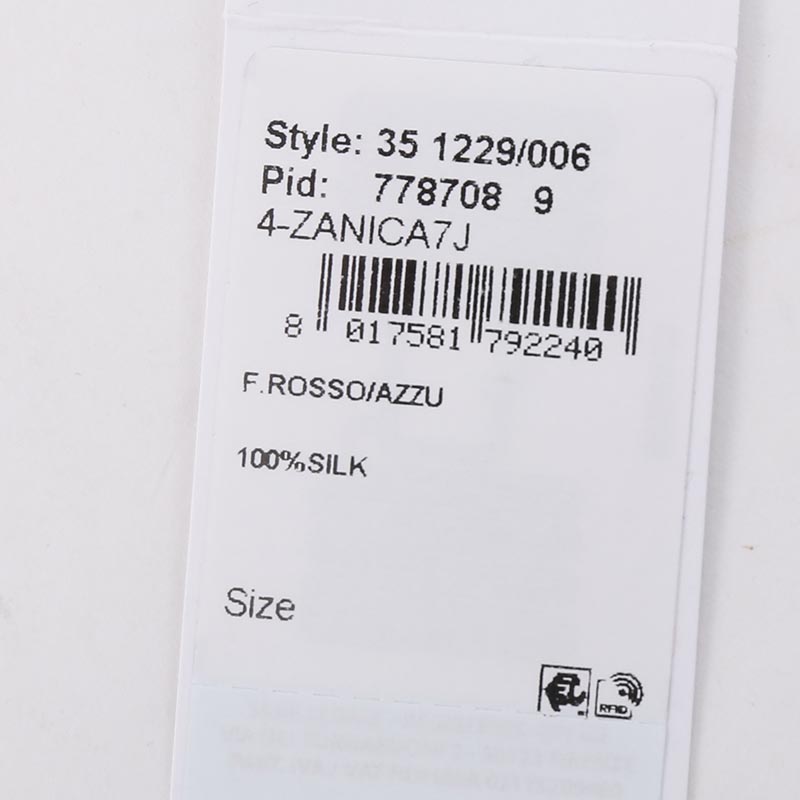 Style: 35 1229/006
Pid: 778708 9
4-ZANICA7J
8 017581 792240
F.ROSSO/AZZU
100%SILK
Size
RFID